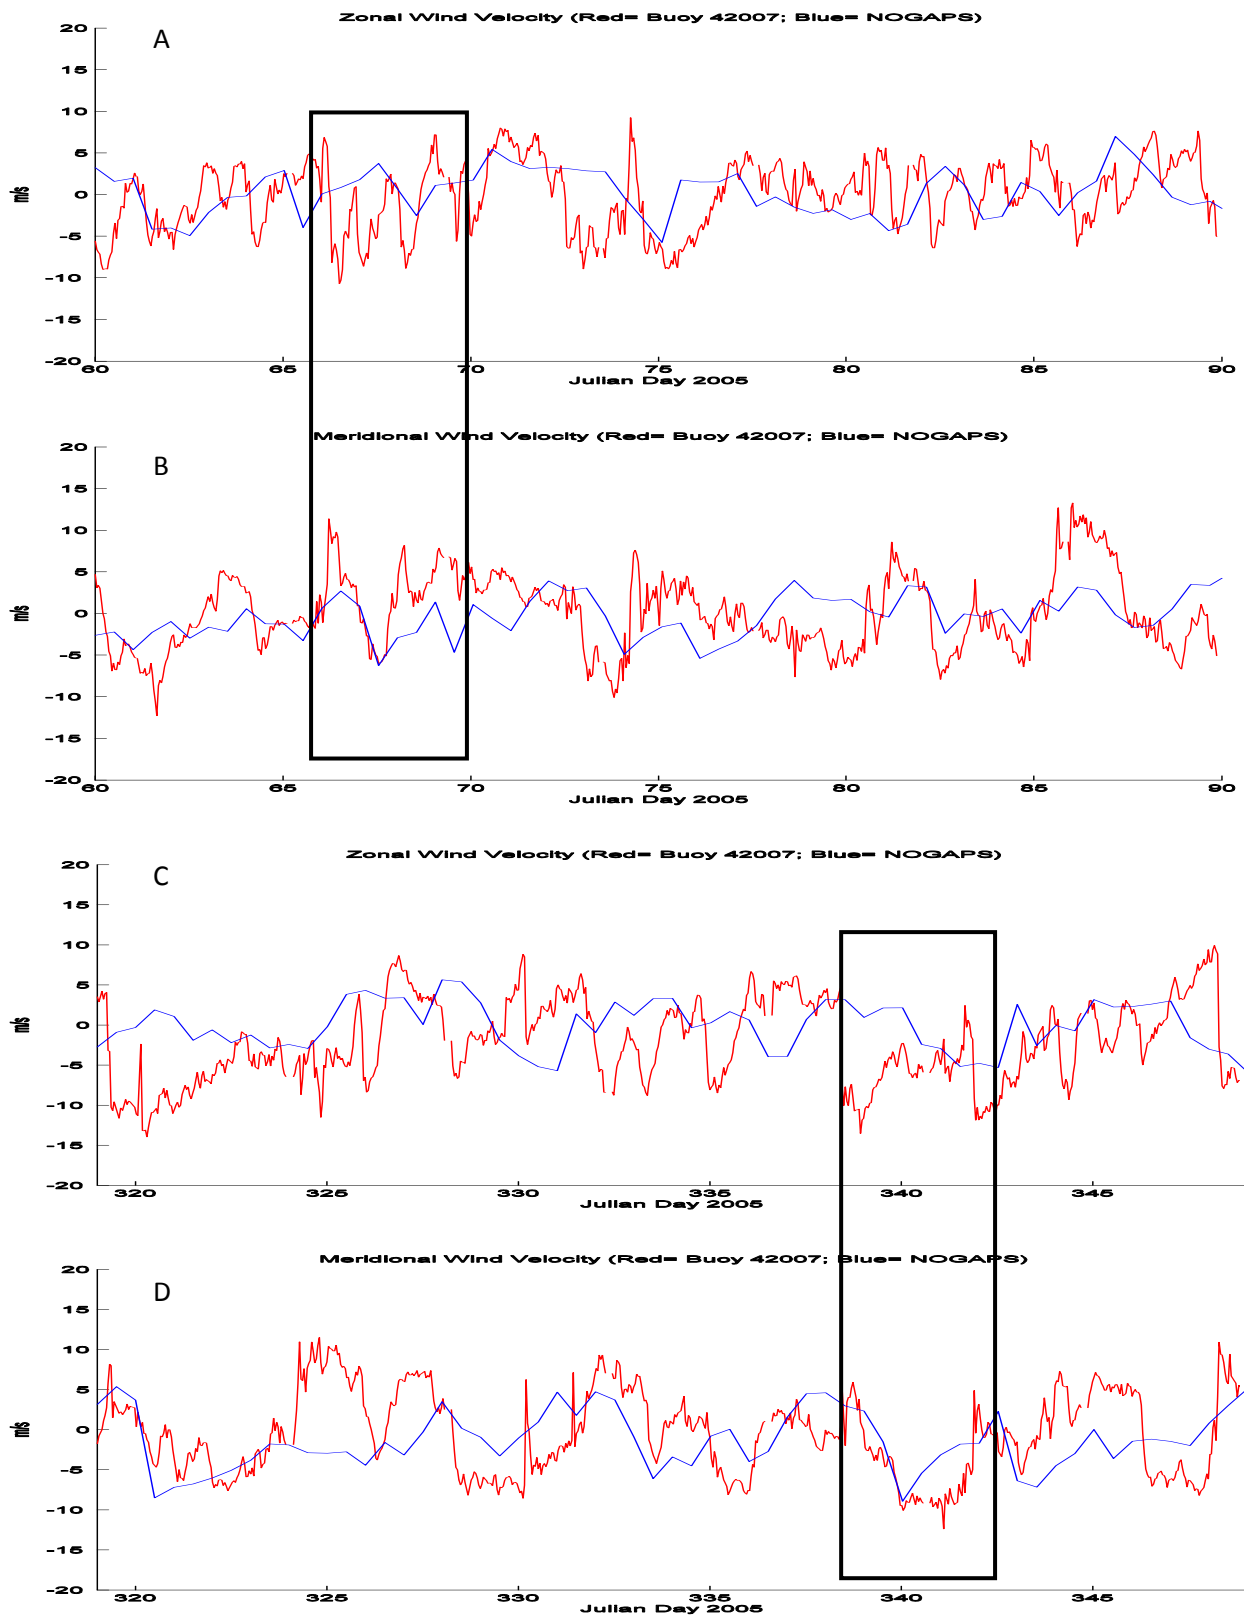 Zonal Wind Velocity (Red= Buoy 42007; Blue= NOGAPS)
A
20
15
10
5
0
-5
-10
-15
-20
m/s
60 65 70 75 80 85 90
Julian Day 2005
Meridional Wind Velocity (Red= Buoy 42007; Blue= NOGAPS)
B
20
15
10
5
0
-5
-10
-15
-20
m/s
60 65 70 75 80 85 90
Julian Day 2005
Zonal Wind Velocity (Red= Buoy 42007; Blue= NOGAPS)
C
20
15
10
5
0
-5
-10
-15
-20
m/s
320 325 330 335 340 345
Julian Day 2005
Meridional Wind Velocity (Red= Buoy 42007; Blue= NOGAPS)
D
20
15
10
5
0
-5
-10
-15
-20
m/s
320 325 330 335 340 345
Julian Day 2005